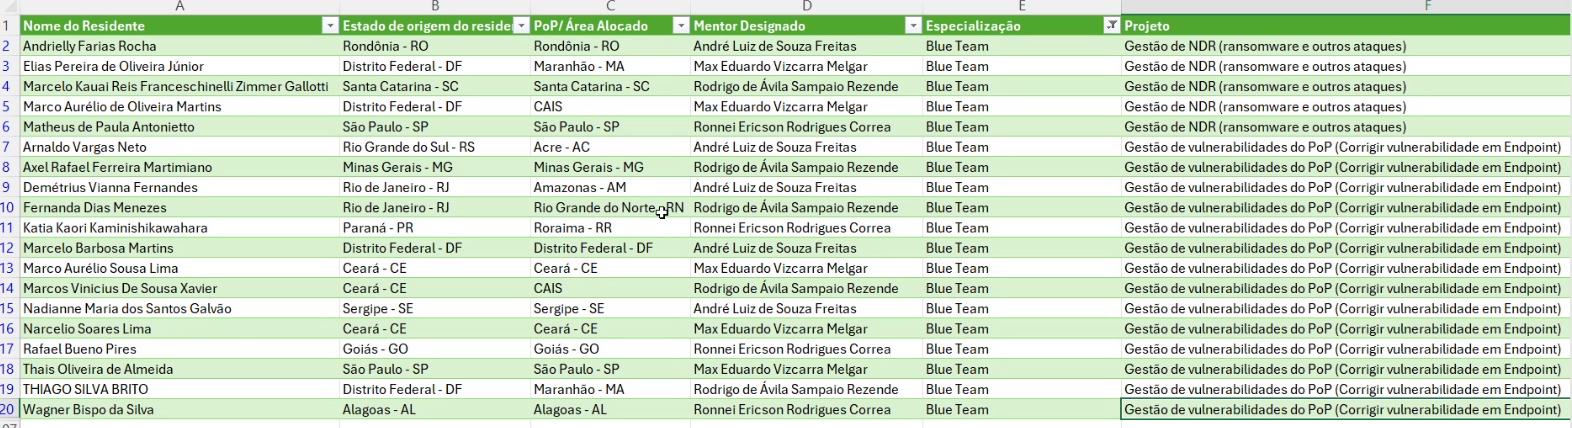 A B C D E F
1 Nome do Residente Estado de origem do reside PoP/ Área Alocado Mentor Designado Especialização Projeto
2 Andrielly Farias Rocha Rondônia - RO Rondônia - RO André Luiz de Souza Freitas Blue Team Gestão de NDR (ransomware e outros ataques)
3 Elias Pereira de Oliveira Júnior Distrito Federal - DF Maranhão - MA Max Eduardo Vizcarra Melgar Blue Team Gestão de NDR (ransomware e outros ataques)
4 Marcelo Kauai Reis Franceschinelli Zimmer Gallotti Santa Catarina - SC Santa Catarina - SC Rodrigo de Ávila Sampaio Rezende Blue Team Gestão de NDR (ransomware e outros ataques)
5 Marco Aurélio de Oliveira Martins Distrito Federal - DF CAIS Max Eduardo Vizcarra Melgar Blue Team Gestão de NDR (ransomware e outros ataques)
6 Matheus de Paula Antonietto São Paulo - SP São Paulo - SP Ronnei Ericson Rodrigues Correa Blue Team Gestão de NDR (ransomware e outros ataques)
7 Arnaldo Vargas Neto Rio Grande do Sul - RS Acre - AC André Luiz de Souza Freitas Blue Team Gestão de vulnerabilidades do PoP (Corrigir vulnerabilidade em Endpoint)
8 Axel Rafael Ferreira Martimiano Minas Gerais - MG Minas Gerais - MG Rodrigo de Ávila Sampaio Rezende Blue Team Gestão de vulnerabilidades do PoP (Corrigir vulnerabilidade em Endpoint)
9 Demétrius Vianna Fernandes Rio de Janeiro - RJ Amazonas - AM André Luiz de Souza Freitas Blue Team Gestão de vulnerabilidades do PoP (Corrigir vulnerabilidade em Endpoint)
10 Fernanda Dias Menezes Rio de Janeiro - RJ Rio Grande do Norte - RN Rodrigo de Ávila Sampaio Rezende Blue Team Gestão de vulnerabilidades do PoP (Corrigir vulnerabilidade em Endpoint)
11 Katia Kaori Kaminishikawahara Paraná - PR Roraima - RR Ronnei Ericson Rodrigues Correa Blue Team Gestão de vulnerabilidades do PoP (Corrigir vulnerabilidade em Endpoint)
12 Marcelo Barbosa Martins Distrito Federal - DF Distrito Federal - DF André Luiz de Souza Freitas Blue Team Gestão de vulnerabilidades do PoP (Corrigir vulnerabilidade em Endpoint)
13 Marco Aurélio Sousa Lima Ceará - CE Ceará - CE Max Eduardo Vizcarra Melgar Blue Team Gestão de vulnerabilidades do PoP (Corrigir vulnerabilidade em Endpoint)
14 Marcos Vinicius De Sousa Xavier Ceará - CE CAIS Rodrigo de Ávila Sampaio Rezende Blue Team Gestão de vulnerabilidades do PoP (Corrigir vulnerabilidade em Endpoint)
15 Nadianne Maria dos Santos Galvão Sergipe - SE Sergipe - SE André Luiz de Souza Freitas Blue Team Gestão de vulnerabilidades do PoP (Corrigir vulnerabilidade em Endpoint)
16 Narcelio Soares Lima Ceará - CE Ceará - CE Max Eduardo Vizcarra Melgar Blue Team Gestão de vulnerabilidades do PoP (Corrigir vulnerabilidade em Endpoint)
17 Rafael Bueno Pires Goiás - GO Goiás - GO Ronnei Ericson Rodrigues Correa Blue Team Gestão de vulnerabilidades do PoP (Corrigir vulnerabilidade em Endpoint)
18 Thais Oliveira de Almeida São Paulo - SP São Paulo - SP Max Eduardo Vizcarra Melgar Blue Team Gestão de vulnerabilidades do PoP (Corrigir vulnerabilidade em Endpoint)
19 THIAGO SILVA BRITO Distrito Federal - DF Maranhão - MA Rodrigo de Ávila Sampaio Rezende Blue Team Gestão de vulnerabilidades do PoP (Corrigir vulnerabilidade em Endpoint)
20 Wagner Bispo da Silva Alagoas - AL Alagoas - AL Ronnei Ericson Rodrigues Correa Blue Team Gestão de vulnerabilidades do PoP (Corrigir vulnerabilidade em Endpoint)